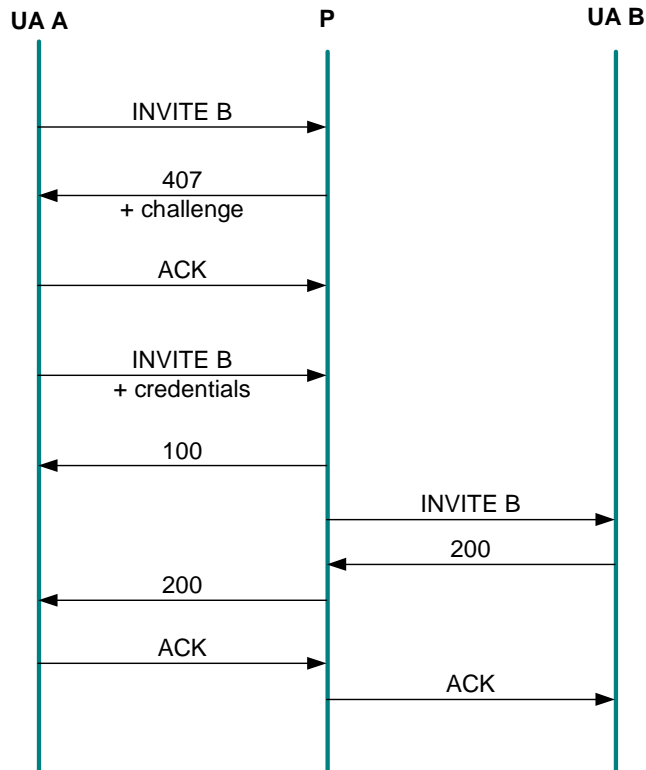 UA A
P
UA B
INVITE B
407
+ challenge
ACK
INVITE B
+ credentials
100
INVITE B
200
200
ACK
ACK